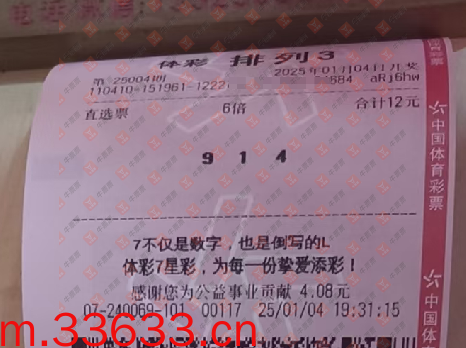 体彩 排列3
第 25004期 2025年01月04日开奖
110410-151961-1222 584 aRj6hw
直选票 6倍 合计12元
9 1 4
7不仅是数字，也是倒写的L
体彩7星彩，为每一份挚爱添彩！
感谢您为公益事业贡献 4.08元
07-240069-101 00117 25/01/04 19:31:15
中国体育彩票
中国体育
m.33633.cn